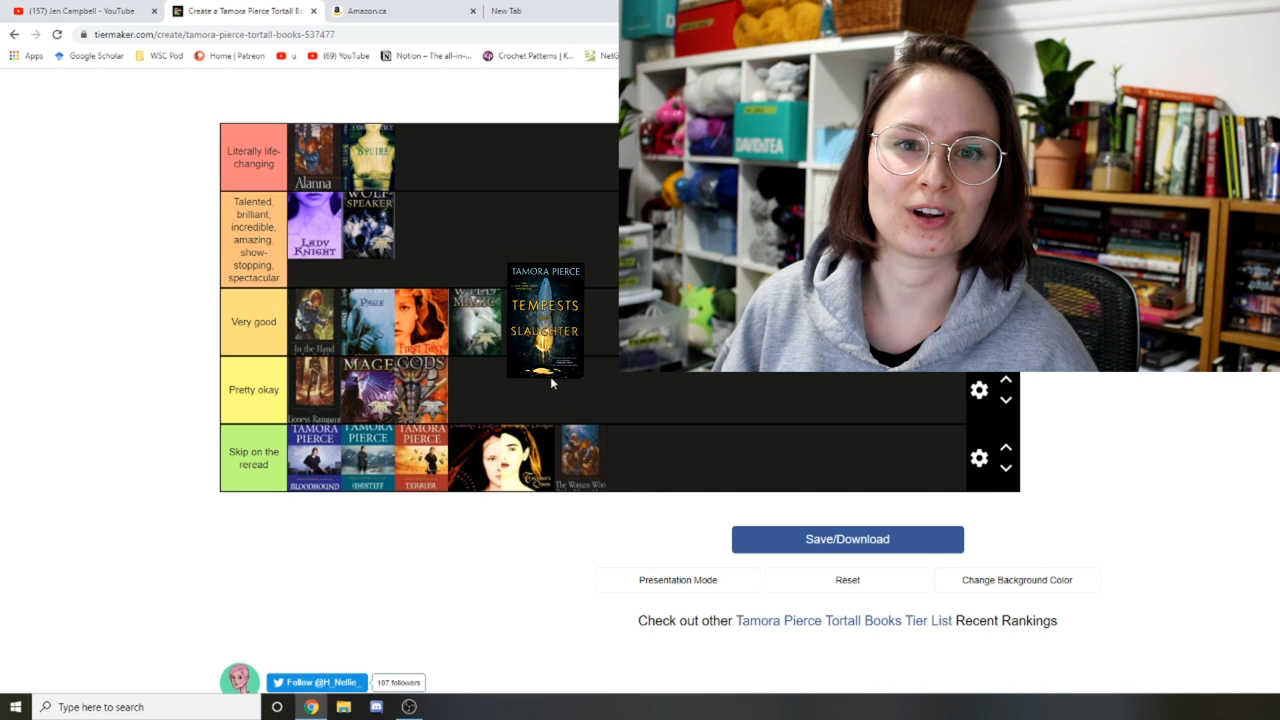 (157) Jen Campbell - YouTube
Create a Tamora Pierce Tortall Bo
Amazon.ca
New Tab
tiermaker.com/create/tamora-pierce-tortall-books-537477
Apps
Google Scholar
WSC Pod
Home | Patreon
u
(69) YouTube
Notion – The all-in-...
Crochet Patterns | K...
NetG
DAVIDsTEA
Literally life-
changing
Alanna
SQUIRE
SQUIRE
Talented,
brilliant,
incredible,
amazing,
show-
stopping,
spectacular
LADY
KNIGHT
WOLF-
SPEAKER
TAMORA PIERCE
TEMPESTS
AND
SLAUGHTER
Very good
In the Hand
PAGE
FIRST TEST
WILD
MAGIC
Pretty okay
Lioness Rampant
MAGE
GODS
Skip on the
reread
TAMORA
PIERCE
BLOODHOUND
TAMORA
PIERCE
MASTIFF
TAMORA
PIERCE
TERRIER
Trickster's
Queen
The Woman Who
Save/Download
Presentation Mode
Reset
Change Background Color
Check out other Tamora Pierce Tortall Books Tier List Recent Rankings
Follow @H_Nellie_
107 followers
Type here to search